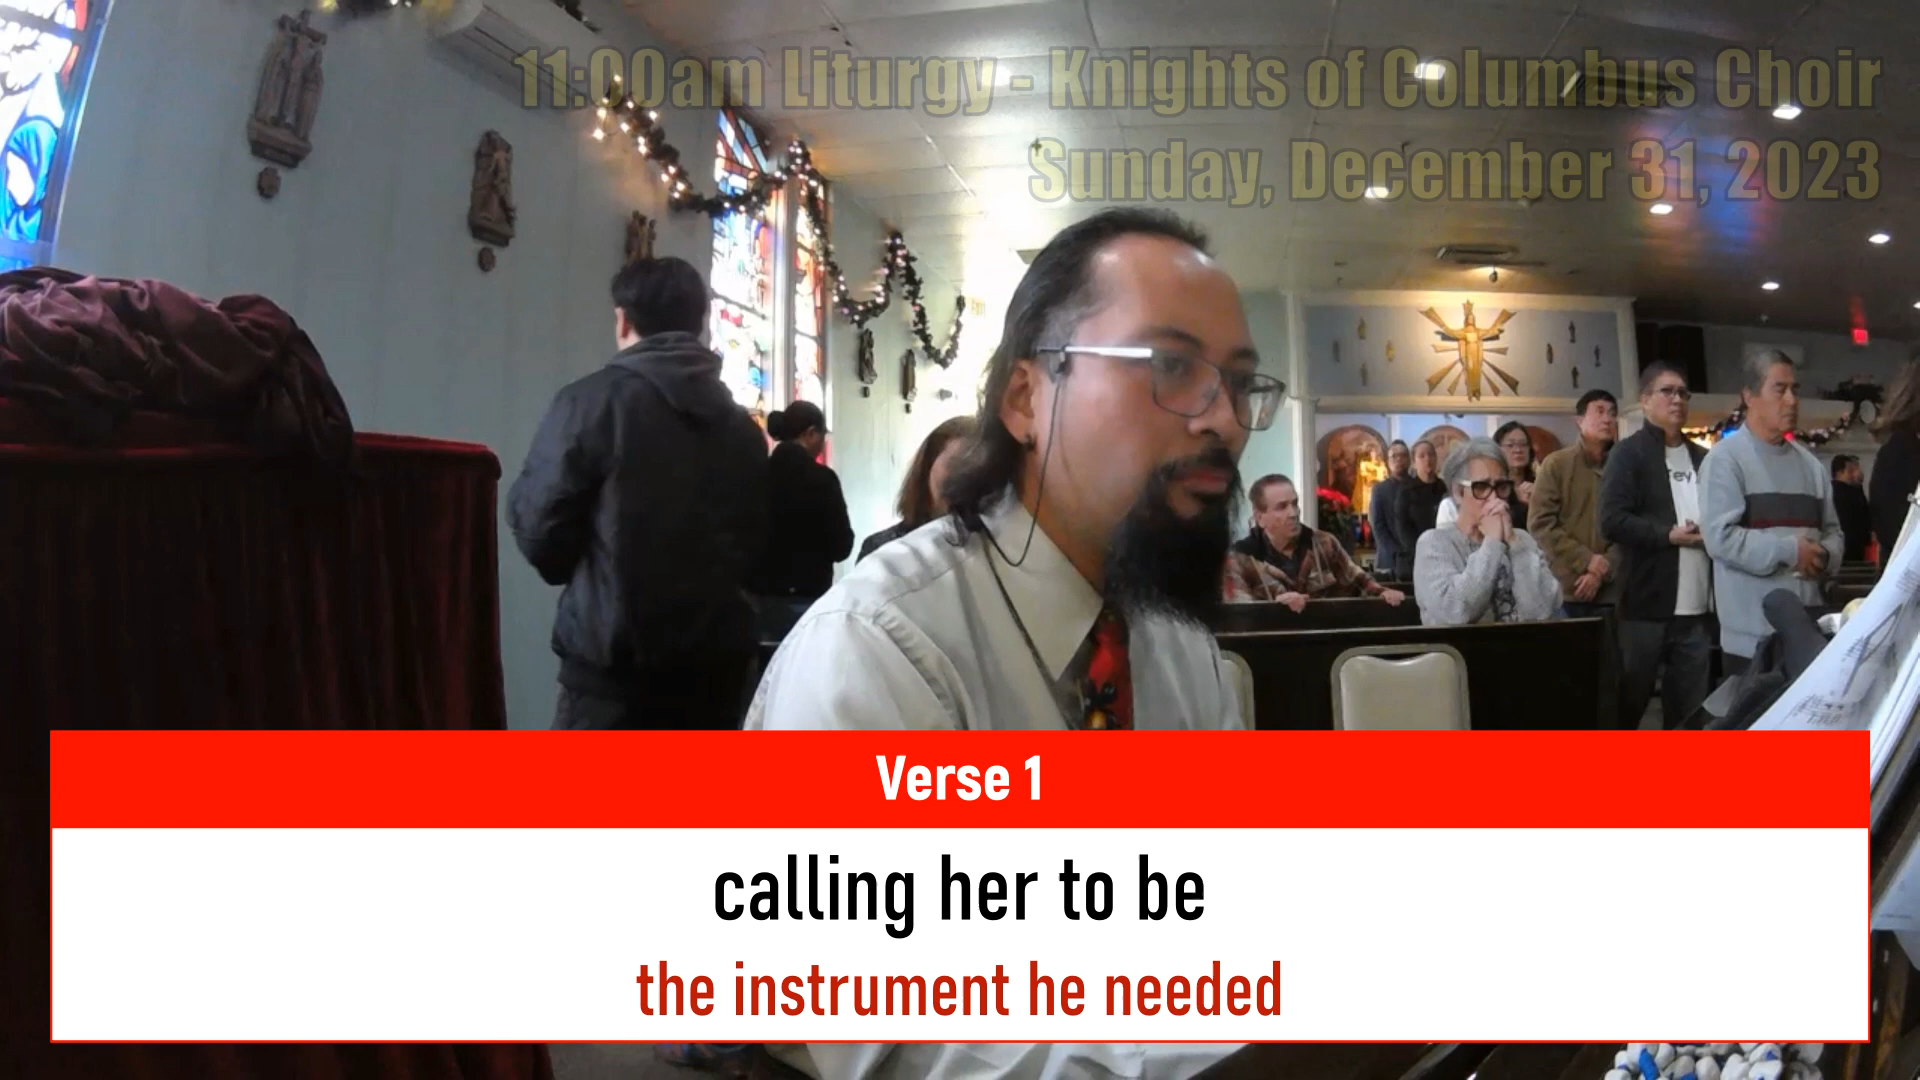 11:00am Liturgy - Knights of Columbus Choir
Sunday, December 31, 2023
Verse 1
calling her to be
the instrument he needed